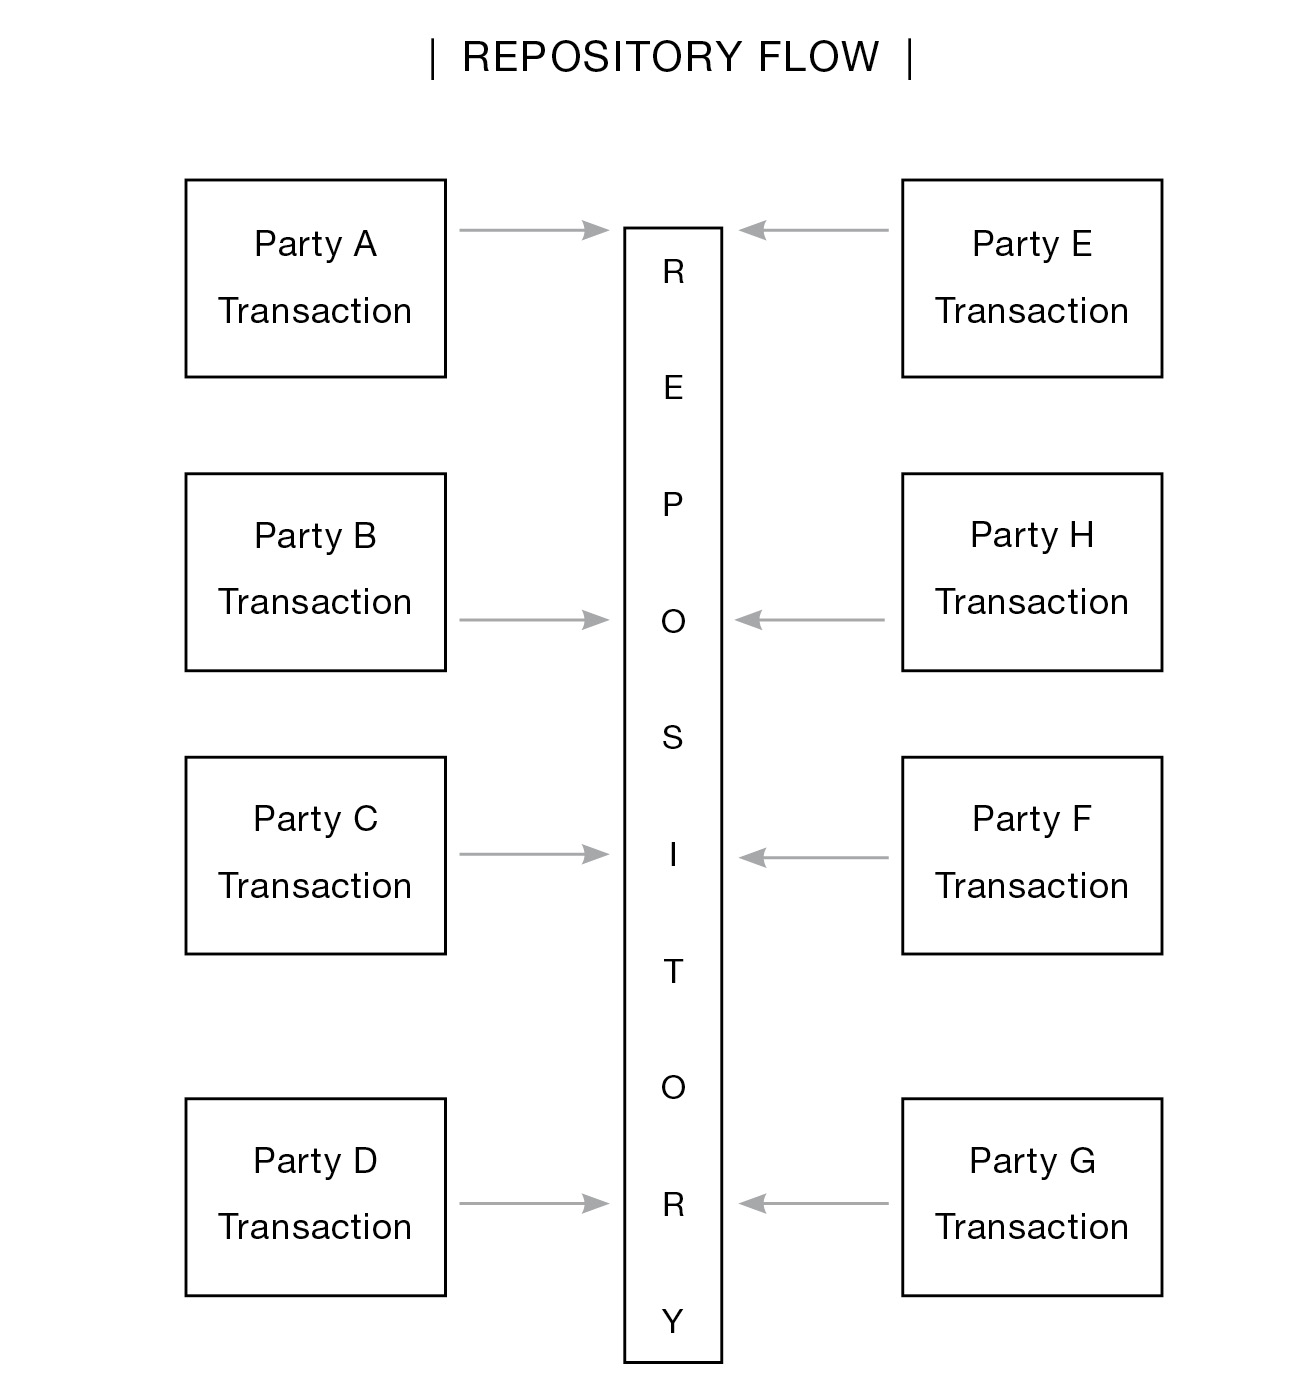 | REPOSITORY FLOW |
Party A
Transaction
Party B
Transaction
Party C
Transaction
Party D
Transaction
R
E
P
O
S
I
T
O
R
Y
Party E
Transaction
Party H
Transaction
Party F
Transaction
Party G
Transaction